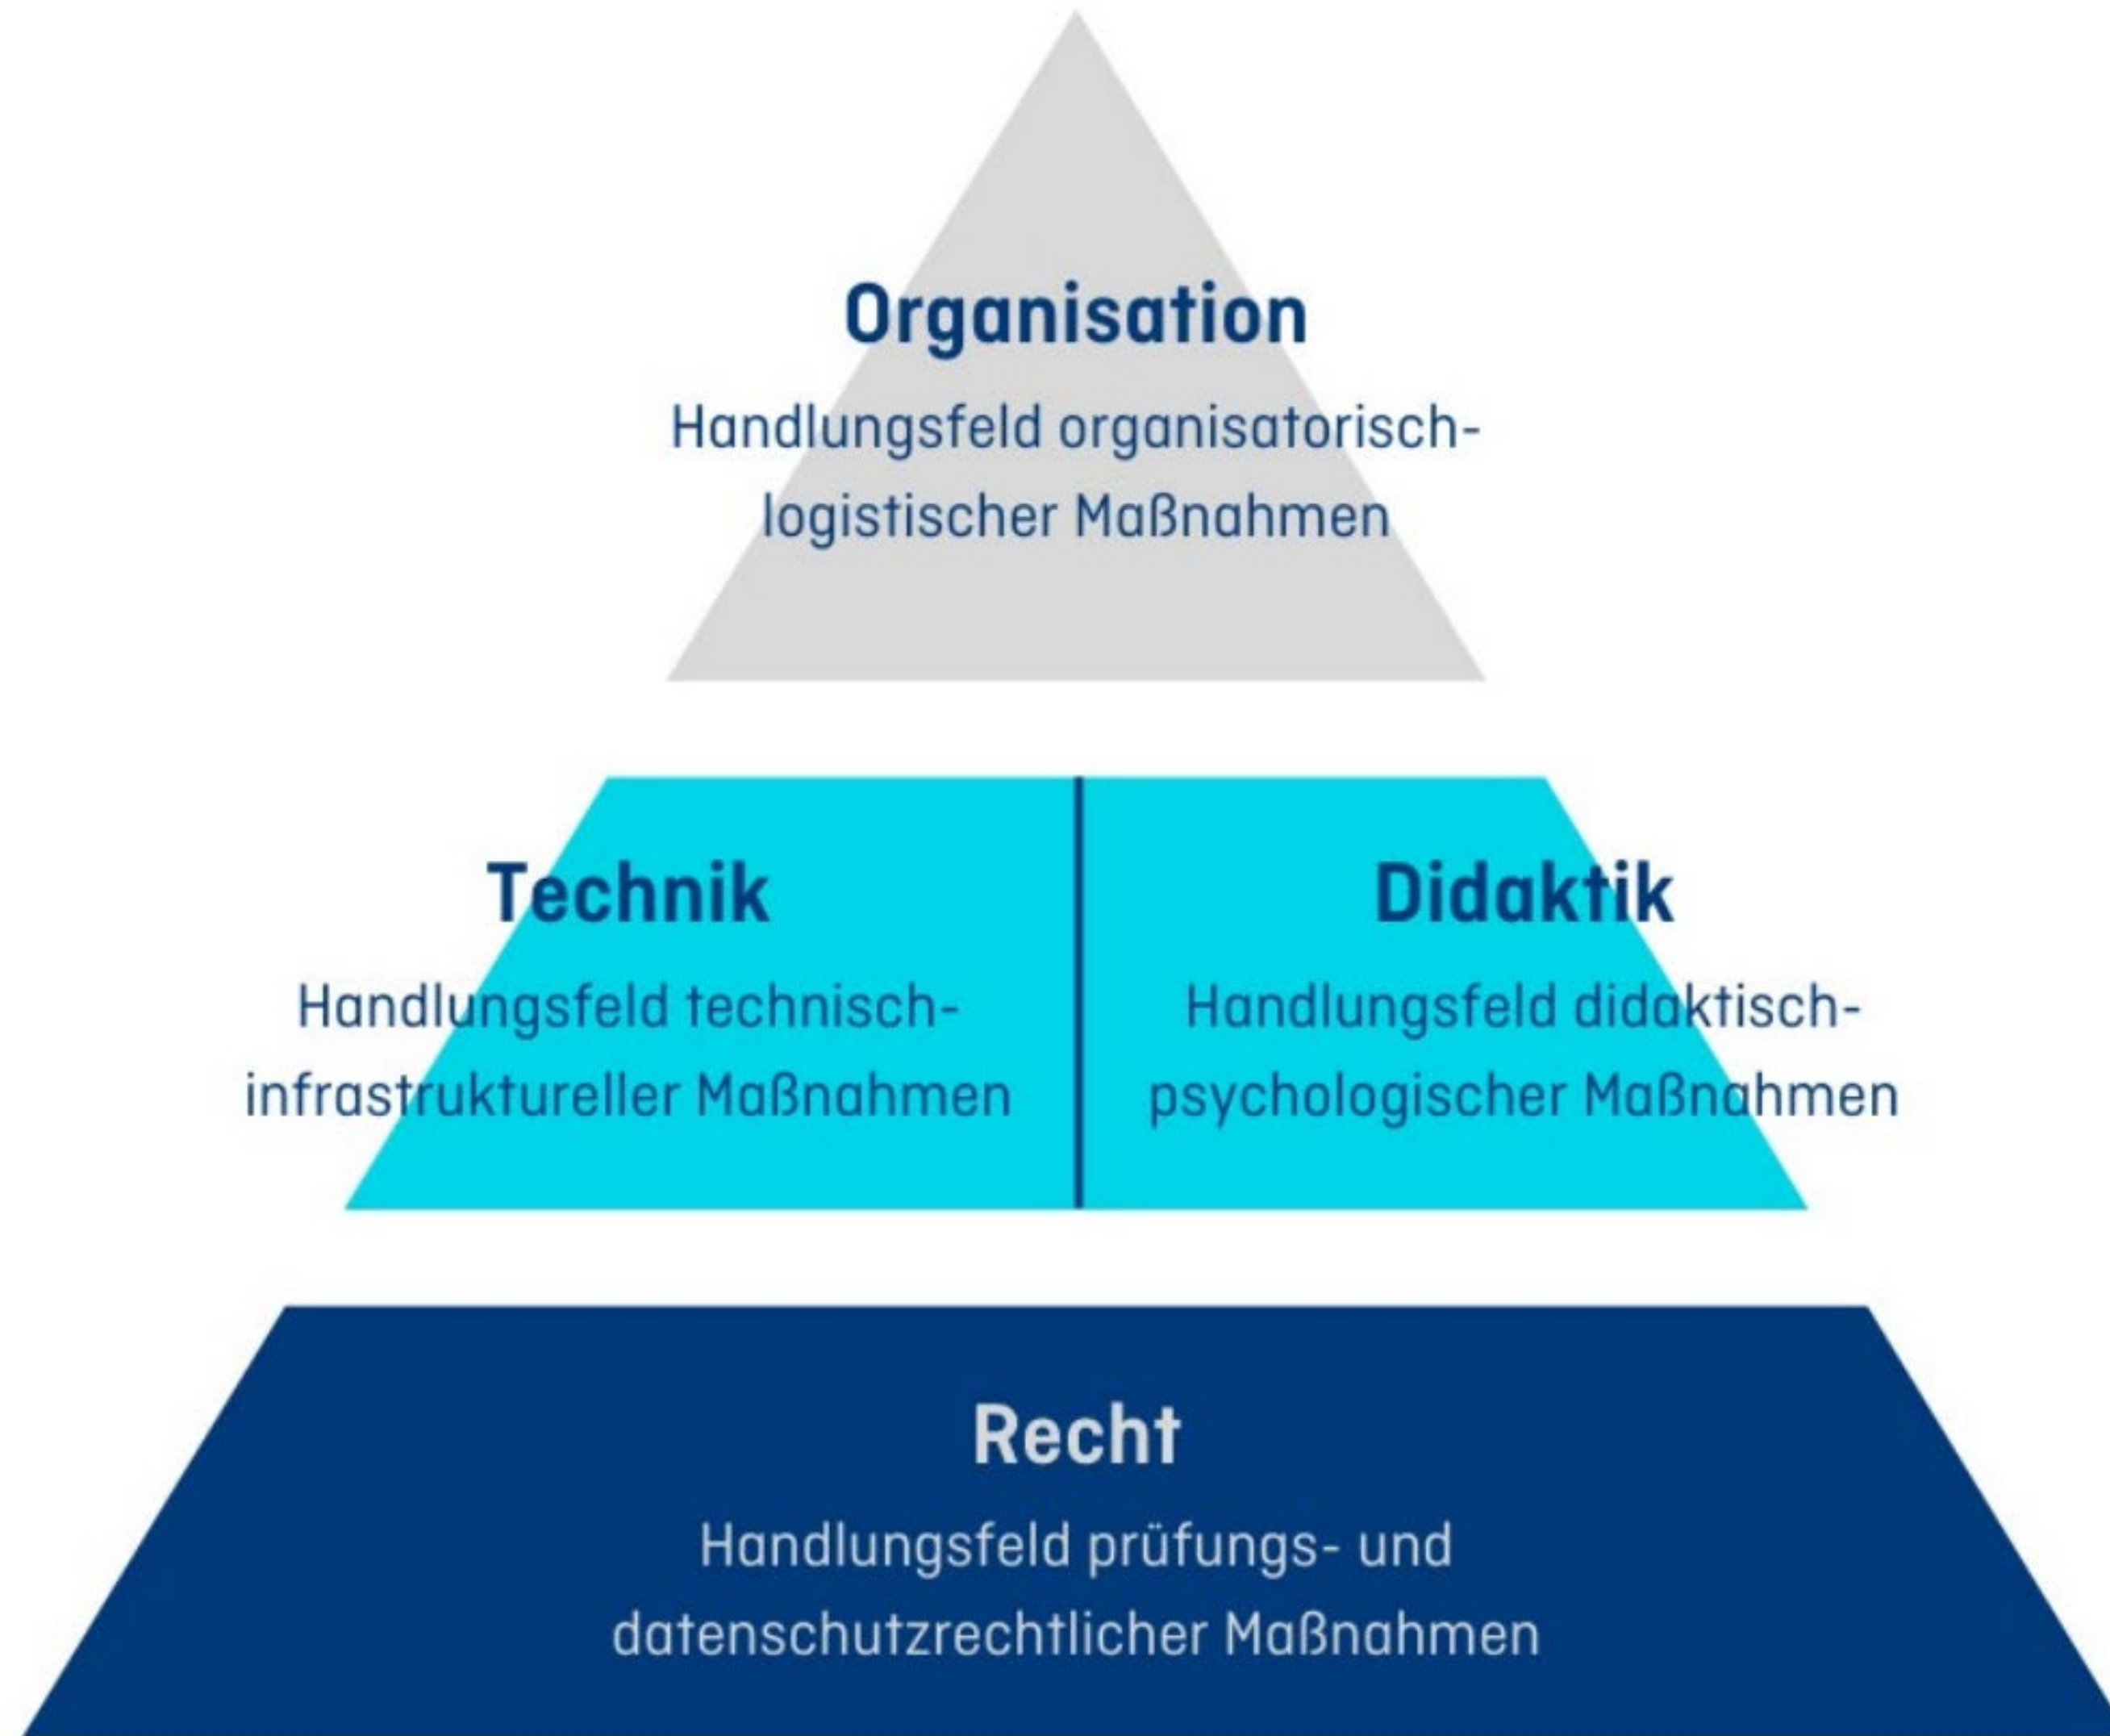 Organisation
Handlungsfeld organisatorisch-
logistischer Maßnahmen
Technik
Handlungsfeld technisch-
infrastruktureller Maßnahmen
Didaktik
Handlungsfeld didaktisch-
psychologischer Maßnahmen
Recht
Handlungsfeld prüfungs- und
datenschutzrechtlicher Maßnahmen